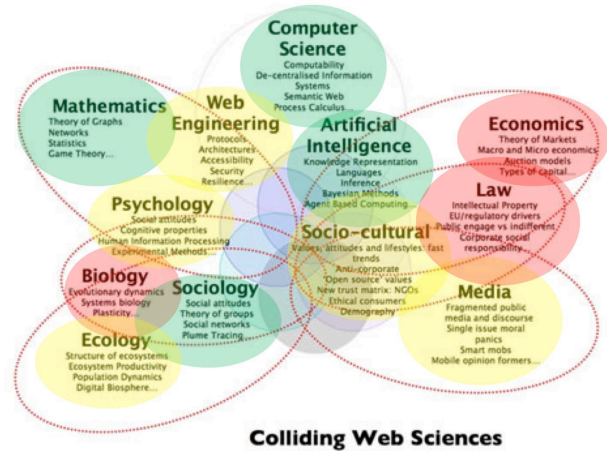 Computer
Science
Computability
De-centralised Information
Systems
Semantic Web
Process Calculus...
Mathematics
Theory of Graphs
Networks
Statistics
Game Theory...
Web
Engineering
Protocols
Architectures
Accessibility
Security
Resilience...
Artificial
Intelligence
Knowledge Representation
Languages
Inference
Bayesian Methods
Agent Based Computing...
Economics
Theory of Markets
Macro and Micro economics
Auction models
Types of capital...
Law
Intellectual Property
EU/regulatory drivers
Public engage vs indifferent
Corporate social
responsibility...
Psychology
Social attitudes
Cognitive properties
Human Information Processing
Experimental Methods...
Socio-cultural
Values, attitudes and lifestyles: fast
trends
Anti-corporate
'Open source' values
New trust matrix: NGOs
Ethical consumers
Demography
Biology
Evolutionary dynamics
Systems biology
Plasticity...
Sociology
Social attitudes
Theory of groups
Social networks
Plume Tracing...
Media
Fragmented public
media and discourse
Single issue moral
panics
Smart mobs
Mobile opinion formers...
Ecology
Structure of ecosystems
Ecosystem Productivity
Population Dynamics
Digital Biosphere...
Colliding Web Sciences